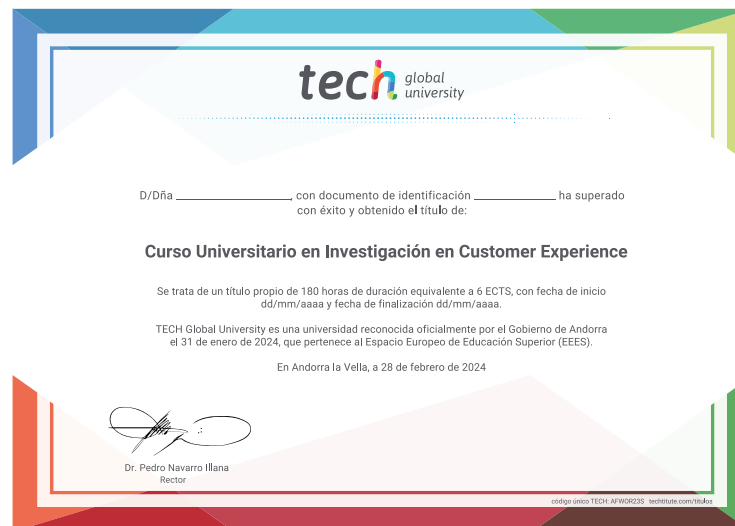 tech global university
D/Dña ______________, con documento de identificación ______________ ha superado
con éxito y obtenido el título de:
Curso Universitario en Investigación en Customer Experience
Se trata de un título propio de 180 horas de duración equivalente a 6 ECTS, con fecha de inicio
dd/mm/aaaa y fecha de finalización dd/mm/aaaa.
TECH Global University es una universidad reconocida oficialmente por el Gobierno de Andorra
el 31 de enero de 2024, que pertenece al Espacio Europeo de Educación Superior (EEES).
En Andorra la Vella, a 28 de febrero de 2024
Dr. Pedro Navarro Illana
Rector
código único TECH: AFWOR23S techtitute.com/titulos